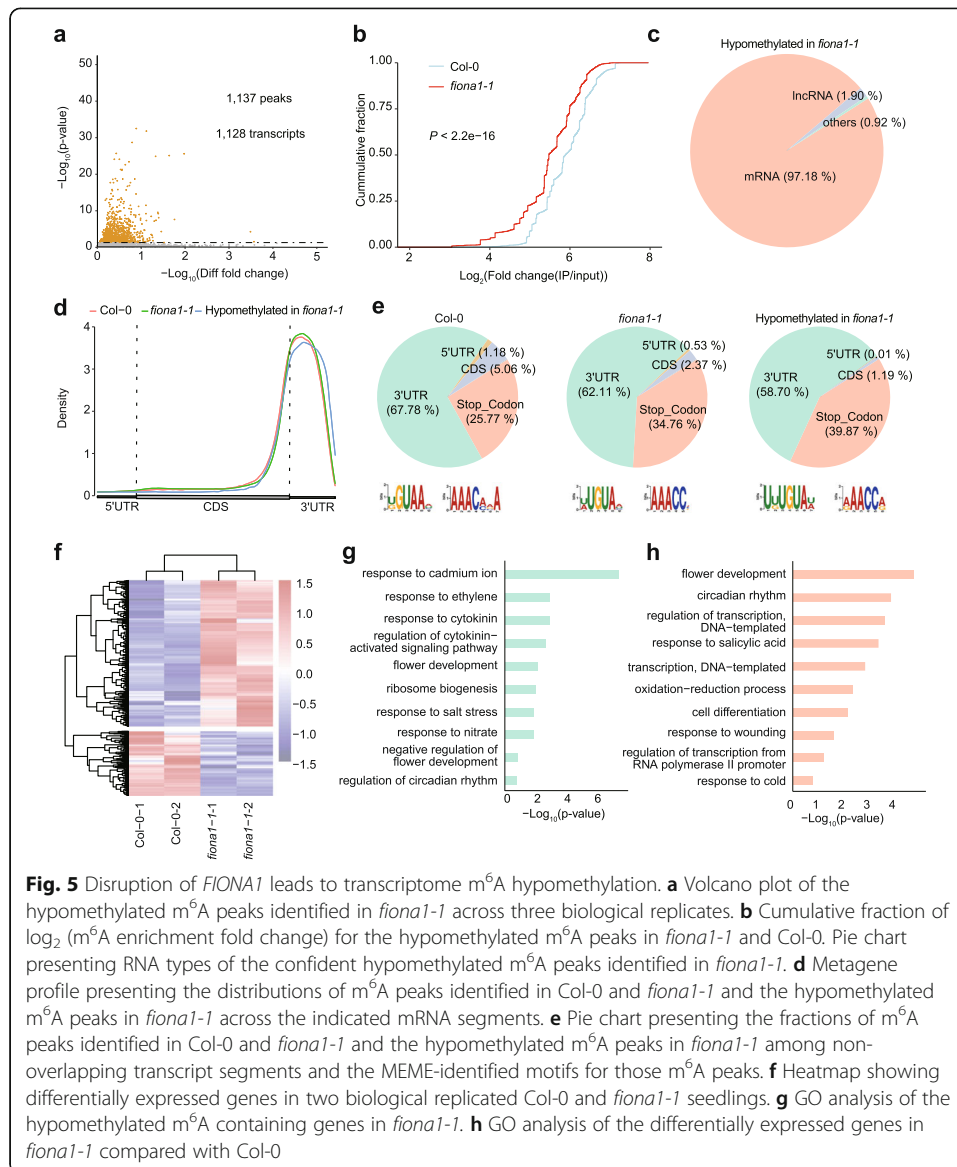 a
−Log10(p-value)
50
40
30
20
10
0
1,137 peaks
1,128 transcripts
0 1 2 3 4 5
−Log10(Diff fold change)
b
Col-0
fiona1-1
Cummulative fraction
1.00
0.75
0.50
0.25
0.00
P < 2.2e−16
2 4 6 8
Log2(Fold change(IP/input))
c
Hypomethylated in fiona1-1
lncRNA (1.90 %)
others (0.92 %)
mRNA (97.18 %)
d
Col−0 fiona1-1 Hypomethylated in fiona1-1
Density
4
3
2
1
0
5'UTR CDS 3'UTR
e
Col-0
5'UTR (1.18 %)
CDS (5.06 %)
3'UTR
(67.78 %)
Stop_Codon
(25.77 %)
fiona1-1
5'UTR (0.53 %)
CDS (2.37 %)
3'UTR
(62.11 %)
Stop_Codon
(34.76 %)
Hypomethylated in fiona1-1
5'UTR (0.01 %)
CDS (1.19 %)
3'UTR
(58.70 %)
Stop_Codon
(39.87 %)
f
1.5
1.0
0.5
0.0
−0.5
−1.0
−1.5
Col−0-1
Col−0-2
fiona1−1-1
fiona1−1-2
g
response to cadmium ion
response to ethylene
response to cytokinin
regulation of cytokinin−
activated signaling pathway
flower development
ribosome biogenesis
response to salt stress
response to nitrate
negative regulation of
flower development
regulation of circadian rhythm
0 2 4 6
−Log10(p-value)
h
flower development
circadian rhythm
regulation of transcription,
DNA−templated
response to salicylic acid
transcription, DNA−templated
oxidation−reduction process
cell differentiation
response to wounding
regulation of transcription from
RNA polymerase II promoter
response to cold
0 1 2 3 4
−Log10(p-value)
Fig. 5 Disruption of FIONA1 leads to transcriptome m6A hypomethylation. a Volcano plot of the
hypomethylated m6A peaks identified in fiona1-1 across three biological replicates. b Cumulative fraction of
log2 (m6A enrichment fold change) for the hypomethylated m6A peaks in fiona1-1 and Col-0. Pie chart
presenting RNA types of the confident hypomethylated m6A peaks identified in fiona1-1. d Metagene
profile presenting the distributions of m6A peaks identified in Col-0 and fiona1-1 and the hypomethylated
m6A peaks in fiona1-1 across the indicated mRNA segments. e Pie chart presenting the fractions of m6A
peaks identified in Col-0 and fiona1-1 and the hypomethylated m6A peaks in fiona1-1 among non-
overlapping transcript segments and the MEME-identified motifs for those m6A peaks. f Heatmap showing
differentially expressed genes in two biological replicated Col-0 and fiona1-1 seedlings. g GO analysis of the
hypomethylated m6A containing genes in fiona1-1. h GO analysis of the differentially expressed genes in
fiona1-1 compared with Col-0